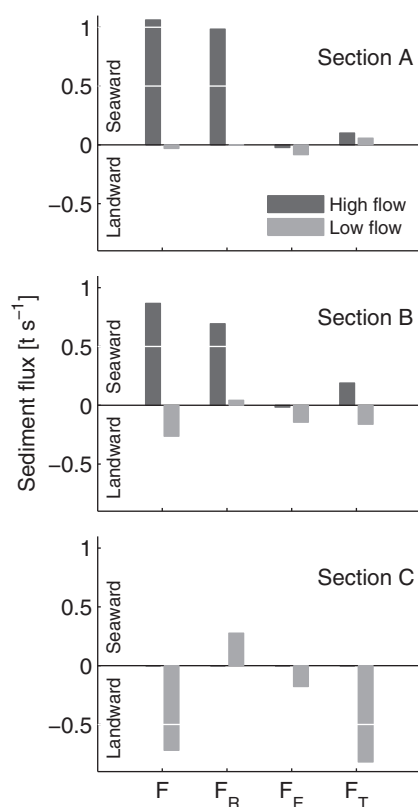 Sediment flux [t s⁻¹]
1
0.5
0
−0.5
Seaward
Landward
Section A
High flow
Low flow
1
0.5
0
−0.5
Seaward
Landward
Section B
1
0.5
0
−0.5
Seaward
Landward
Section C
F F_R F_E F_T